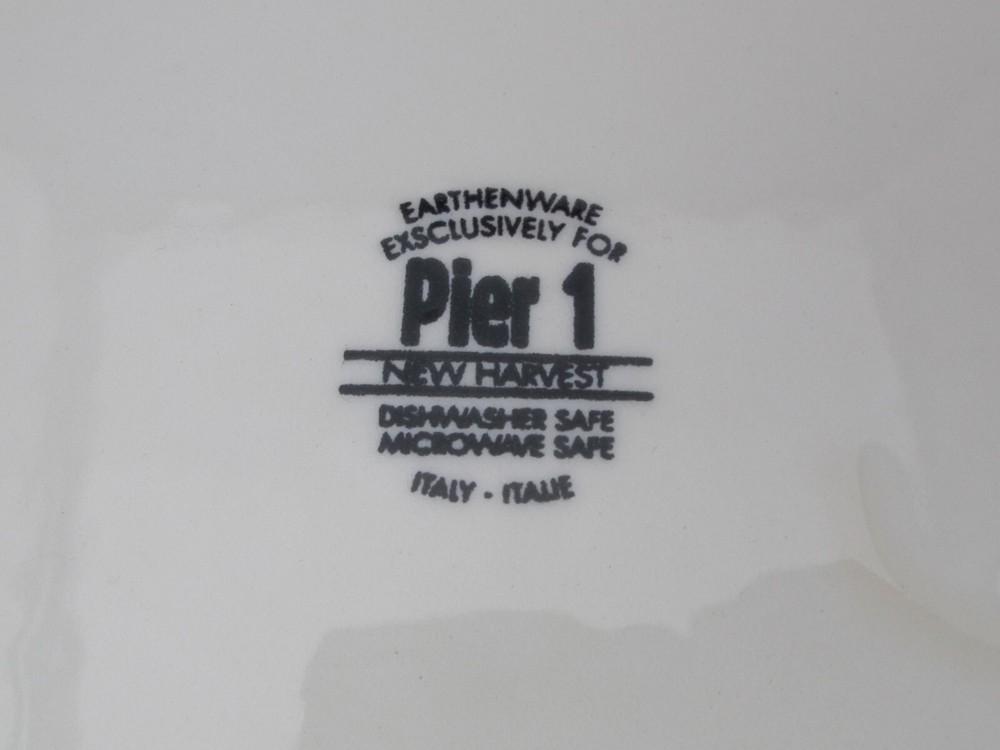 EARTHENWARE
EXSCLUSIVELY FOR
Pier 1
NEW HARVEST
DISHWASHER SAFE
MICROWAVE SAFE
ITALY - ITALIE